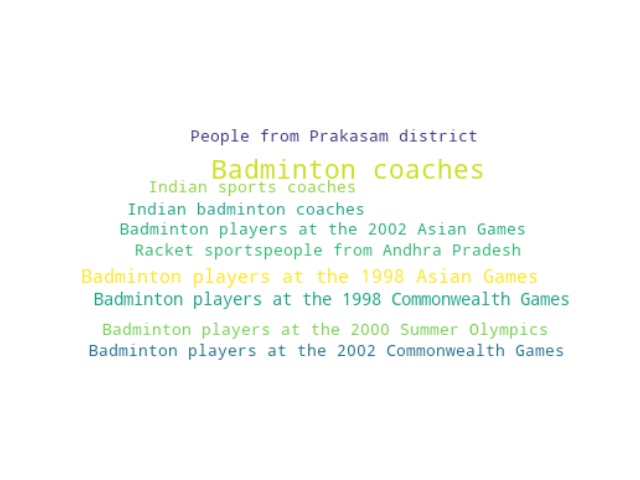 People from Prakasam district
Badminton coaches
Indian sports coaches
Indian badminton coaches
Badminton players at the 2002 Asian Games
Racket sportspeople from Andhra Pradesh
Badminton players at the 1998 Asian Games
Badminton players at the 1998 Commonwealth Games
Badminton players at the 2000 Summer Olympics
Badminton players at the 2002 Commonwealth Games